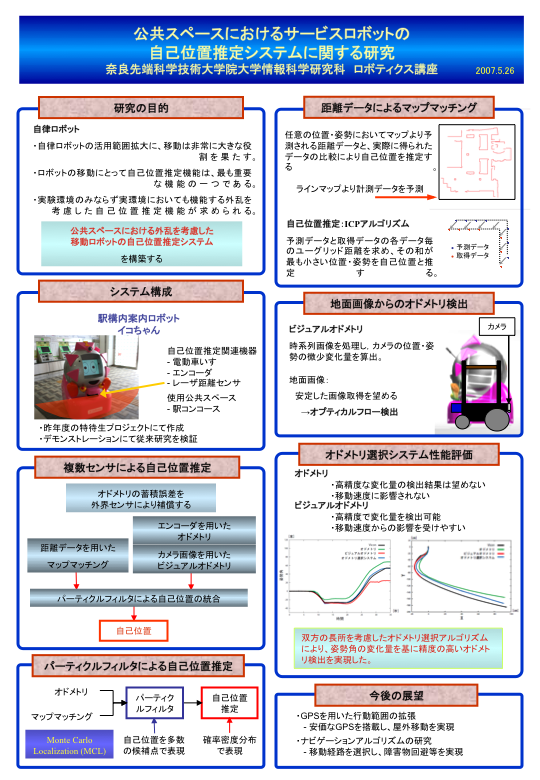 公共スペースにおけるサービスロボットの
自己位置推定システムに関する研究
奈良先端科学技術大学院大学情報科学研究科 ロボティクス講座 2007.5.26
研究の目的
自律ロボット
・自律ロボットの活用範囲拡大に、移動は非常に大きな役
割を果たす。
・ロボットの移動にとって自己位置推定機能は、最も重要
な機能の一つである。
・実験環境のみならず実環境においても機能する外乱を
考慮した自己位置推定機能が求められる。
公共スペースにおける外乱を考慮した
移動ロボットの自己位置推定システム
を構築する
システム構成
駅構内案内ロボット
イコちゃん
自己位置推定関連機器
- 電動車いす
- エンコーダ
- レーザ距離センサ
使用公共スペース
- 駅コンコース
・昨年度の特待生プロジェクトにて作成
・デモンストレーションにて従来研究を検証
複数センサによる自己位置推定
オドメトリの蓄積誤差を
外界センサにより補償する
エンコーダを用いた
オドメトリ
距離データを用いた
マップマッチング
カメラ画像を用いた
ビジュアルオドメトリ
パーティクルフィルタによる自己位置の統合
自己位置
パーティクルフィルタによる自己位置推定
オドメトリ
マップマッチング
パーティク
ルフィルタ
自己位置
推定
Monte Carlo
Localization (MCL)
自己位置を多数
の候補点で表現
確率密度分布
で表現
距離データによるマップマッチング
任意の位置・姿勢においてマップより予
測される距離データと、実際に得られた
データの比較により自己位置を推定す
る。
ラインマップより計測データを予測
自己位置推定:ICPアルゴリズム
予測データと取得データの各データ毎
のユーグリッド距離を求め、その和が
最も小さい位置・姿勢を自己位置と推
定する。
予測データ
取得データ
地面画像からのオドメトリ検出
ビジュアルオドメトリ
時系列画像を処理し、カメラの位置・姿
勢の微少変化量を算出。
地面画像:
安定した画像取得を望める
→オプティカルフロー検出
カメラ
オドメトリ選択システム性能評価
オドメトリ
・高精度な変化量の検出結果は望めない
・移動速度に影響されない
ビジュアルオドメトリ
・高精度で変化量を検出可能
・移動速度からの影響を受けやすい
双方の長所を考慮したオドメトリ選択アルゴリズム
により、姿勢角の変化量を基に精度の高いオドメト
リ検出を実現した。
今後の展望
・GPSを用いた行動範囲の拡張
- 安価なGPSを搭載し、屋外移動を実現
・ナビゲーションアルゴリズムの研究
- 移動経路を選択し、障害物回避等を実現